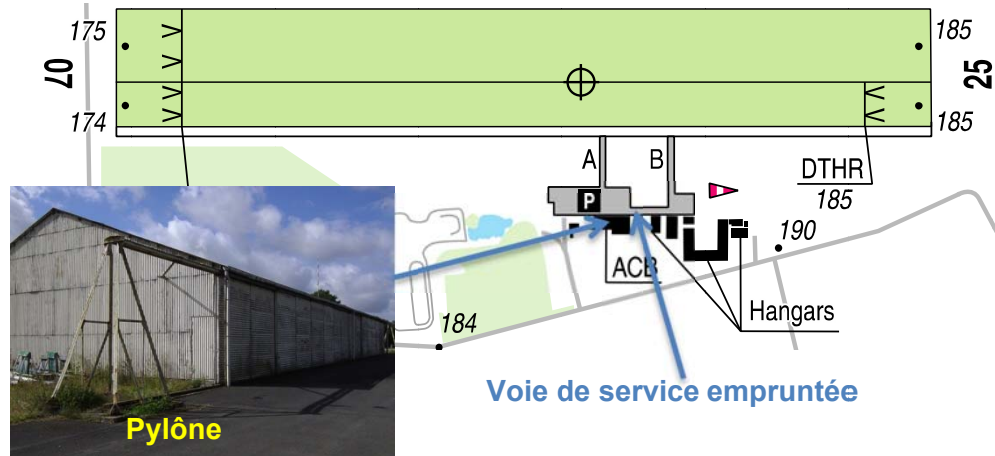 175
185
07
25
174
185
A
B
P
DTHR
185
190
ACB
Hangars
184
Voie de service empruntée
Pylône